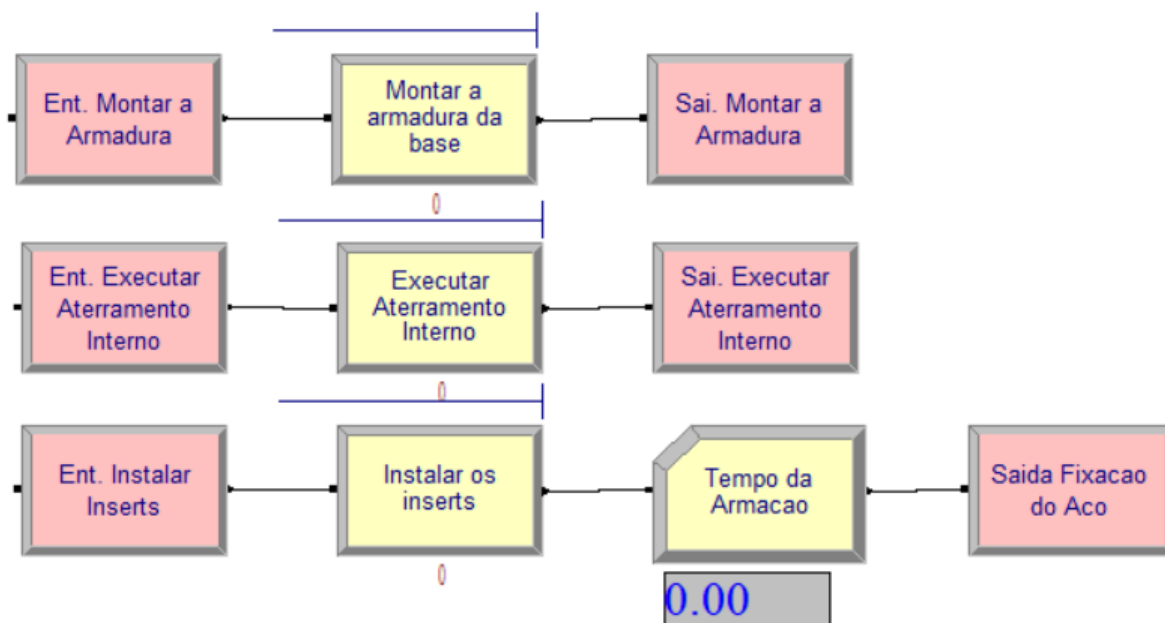 Ent. Montar a
Armadura
Montar a
armadura da
base
Sai. Montar a
Armadura
0
Ent. Executar
Aterramento
Interno
Executar
Aterramento
Interno
Sai. Executar
Aterramento
Interno
0
Ent. Instalar
Inserts
Instalar os
inserts
Tempo da
Armacao
Saida Fixacao
do Aco
0
0.00